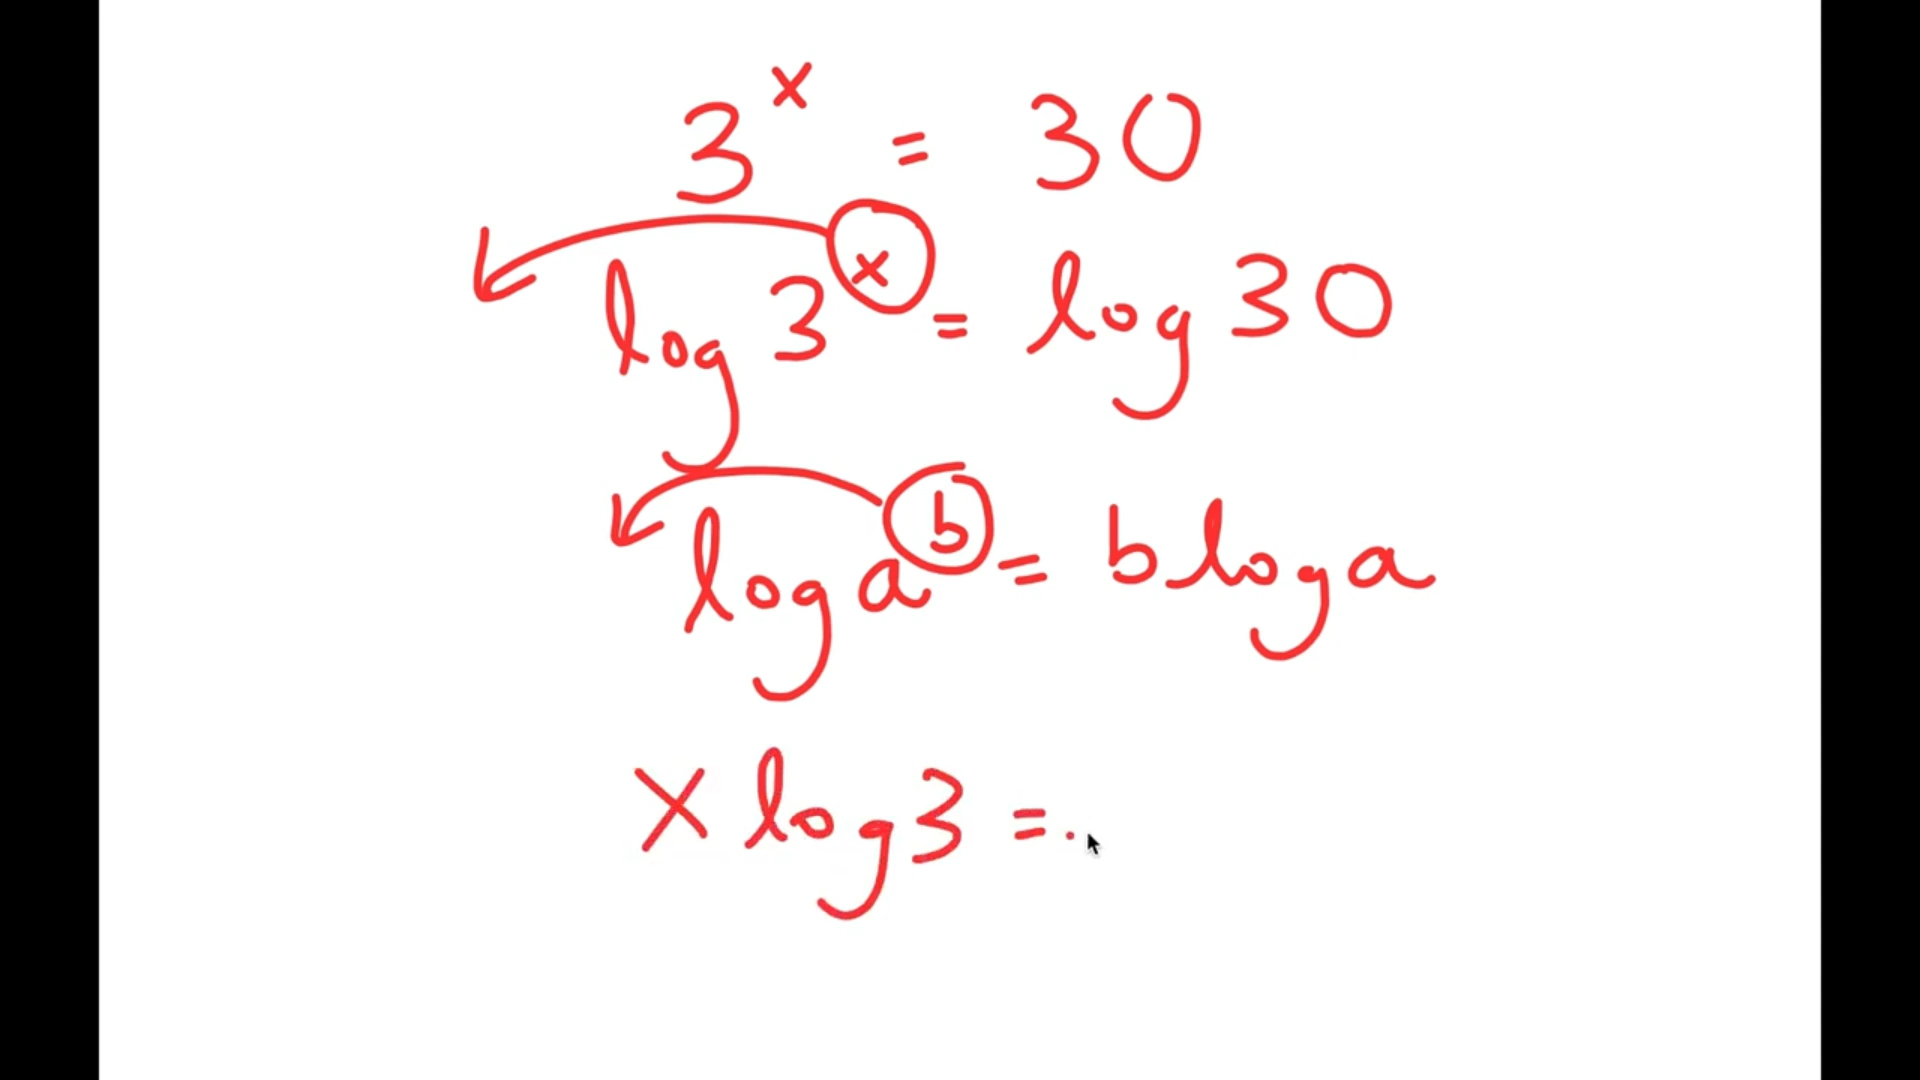 3^x = 30
log 3^x = log 30
log a^b = b log a
x log 3 =